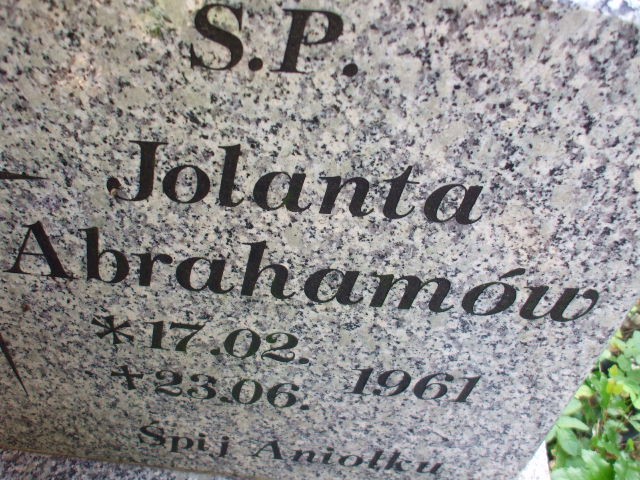 S.P.
Jolanta
Abrahamów
*17.02.
+23.06. 1961
Śpij Aniołku